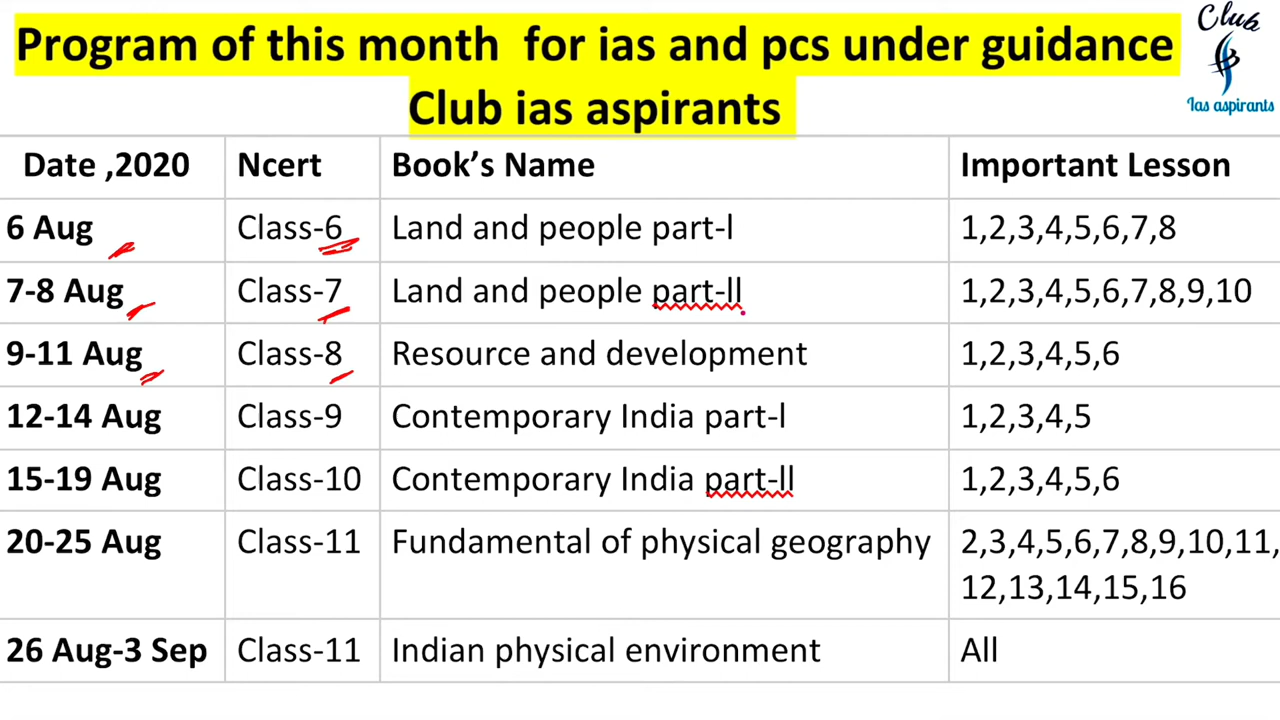 Program of this month for ias and pcs under guidance
Club ias aspirants
Club
Ias aspirants
Date ,2020 Ncert Book’s Name Important Lesson
6 Aug Class-6 Land and people part-l 1,2,3,4,5,6,7,8
7-8 Aug Class-7 Land and people part-ll 1,2,3,4,5,6,7,8,9,10
9-11 Aug Class-8 Resource and development 1,2,3,4,5,6
12-14 Aug Class-9 Contemporary India part-l 1,2,3,4,5
15-19 Aug Class-10 Contemporary India part-ll 1,2,3,4,5,6
20-25 Aug Class-11 Fundamental of physical geography 2,3,4,5,6,7,8,9,10,11,
12,13,14,15,16
26 Aug-3 Sep Class-11 Indian physical environment All